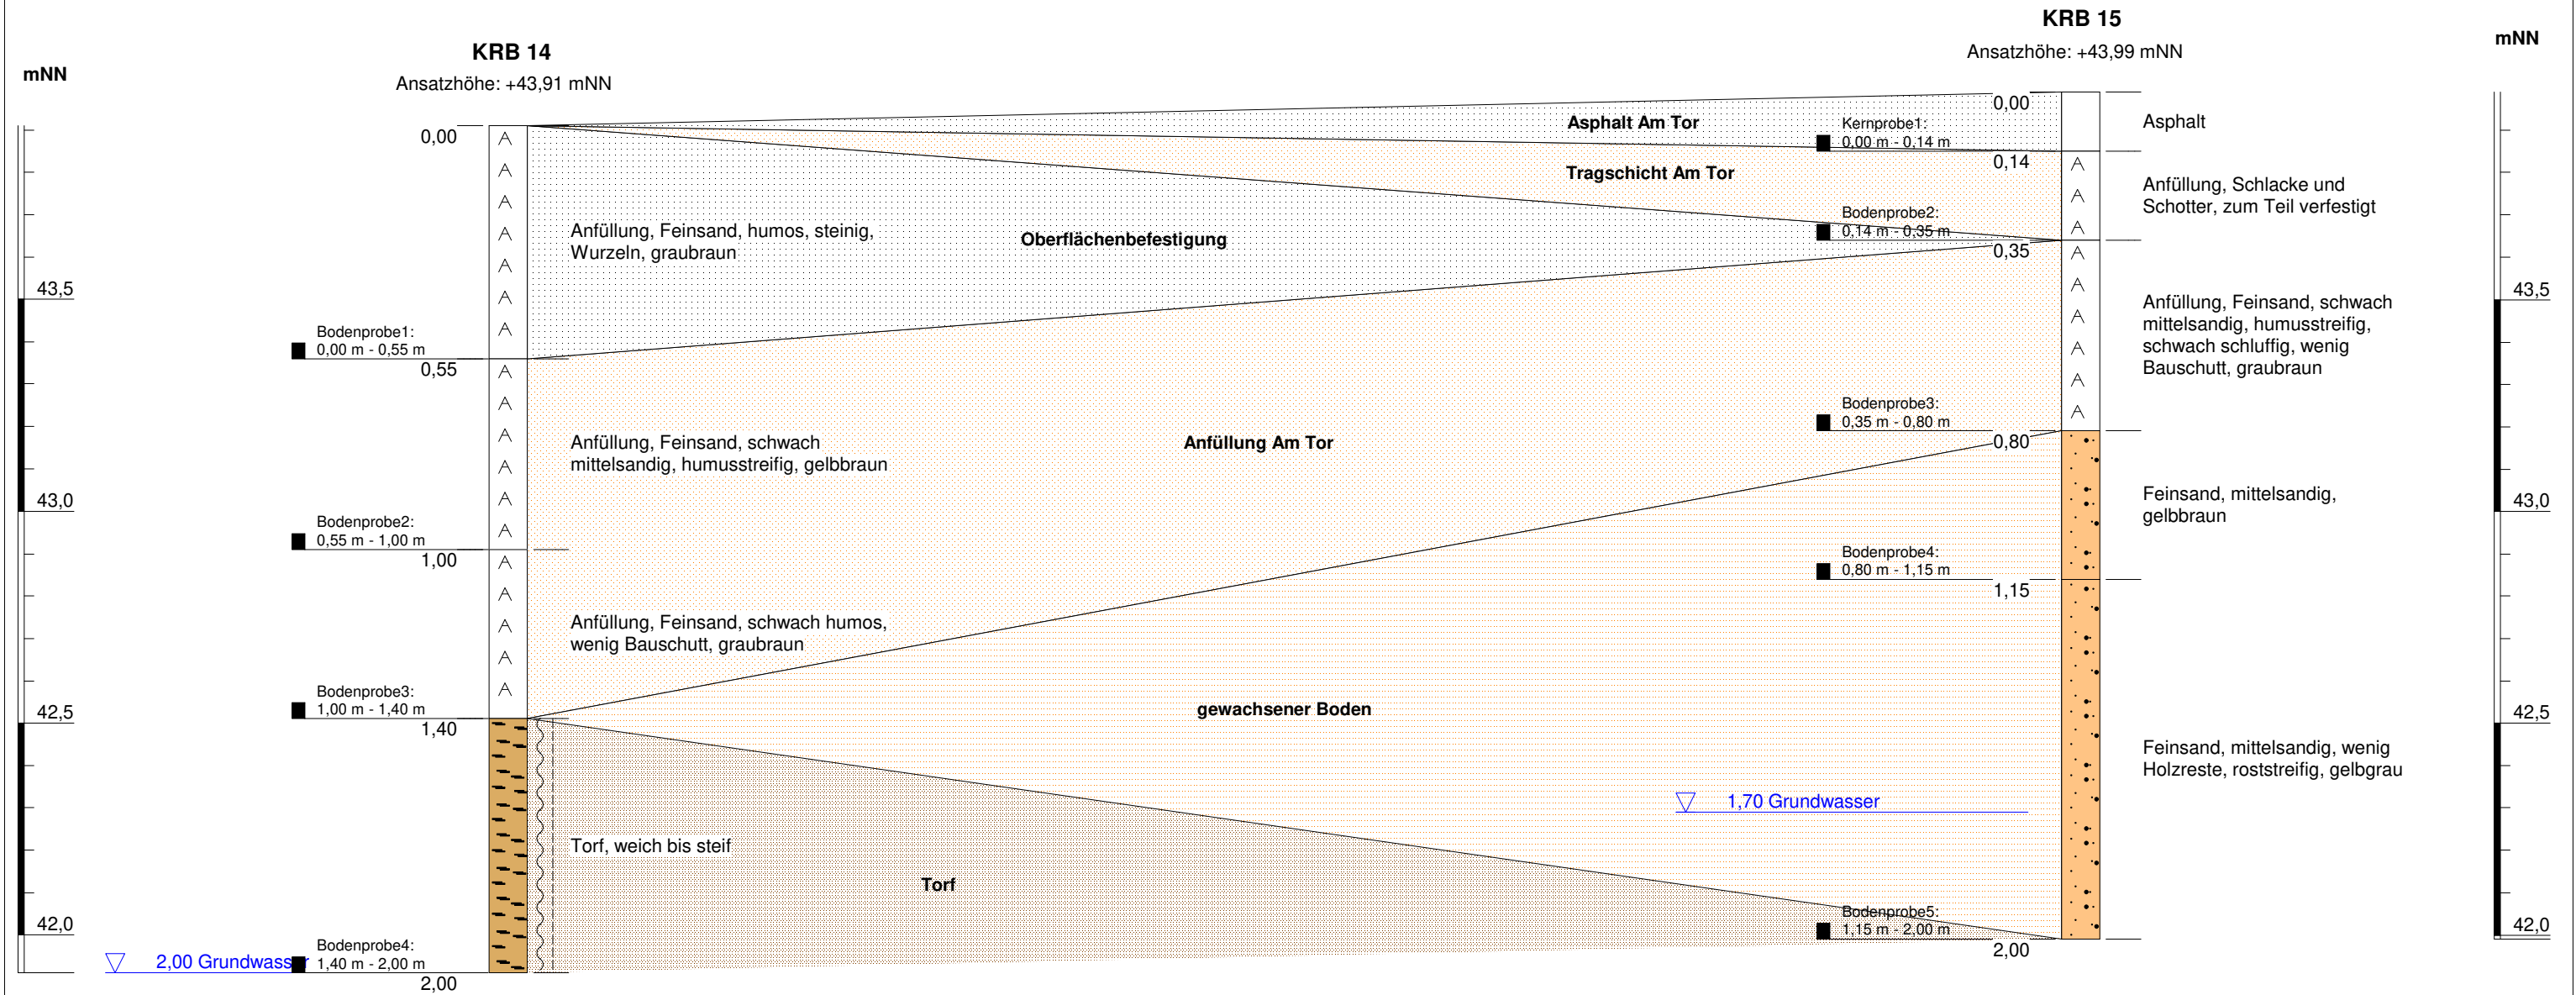 KRB 14
Ansatzhöhe: +43,91 mNN
KRB 15
Ansatzhöhe: +43,99 mNN
mNN
43,5
43,0
42,5
42,0
Bodenprobe1:
0,00 m - 0,55 m
Bodenprobe2:
0,55 m - 1,00 m
Bodenprobe3:
1,00 m - 1,40 m
Bodenprobe4:
1,40 m - 2,00 m
2,00 Grundwasser
0,00
0,55
1,00
1,40
2,00
Anfüllung, Feinsand, humos, steinig,
Wurzeln, graubraun
Anfüllung, Feinsand, schwach
mittelsandig, humusstreifig, gelbbraun
Anfüllung, Feinsand, schwach humos,
wenig Bauschutt, graubraun
Torf, weich bis steif
Asphalt Am Tor
Tragschicht Am Tor
Oberflächenbefestigung
Anfüllung Am Tor
gewachsener Boden
Torf
Kernprobe1:
0,00 m - 0,14 m
Bodenprobe2:
0,14 m - 0,35 m
Bodenprobe3:
0,35 m - 0,80 m
Bodenprobe4:
0,80 m - 1,15 m
1,70 Grundwasser
Bodenprobe5:
1,15 m - 2,00 m
0,00
0,14
0,35
0,80
1,15
2,00
Asphalt
Anfüllung, Schlacke und
Schotter, zum Teil verfestigt
Anfüllung, Feinsand, schwach
mittelsandig, humusstreifig,
schwach schluffig, wenig
Bauschutt, graubraun
Feinsand, mittelsandig,
gelbbraun
Feinsand, mittelsandig, wenig
Holzreste, roststreifig, gelbgrau
mNN
43,5
43,0
42,5
42,0